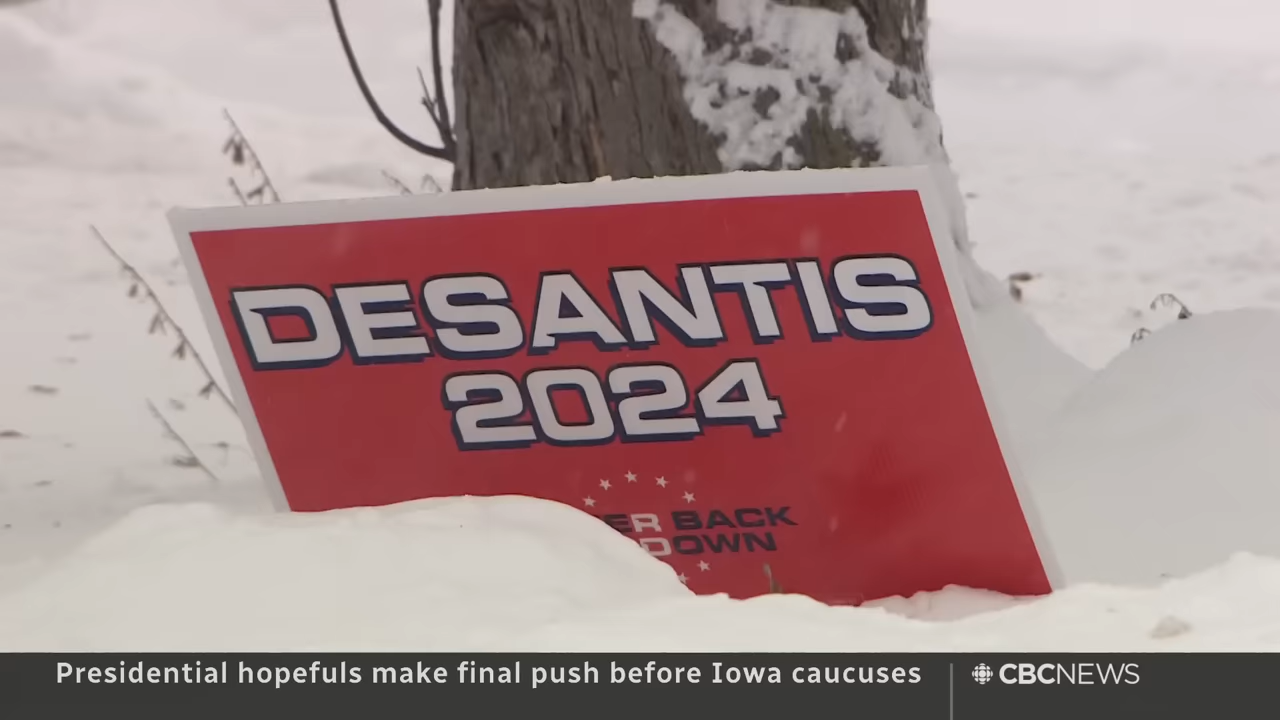 DESANTIS
2024
BACK
DOWN
Presidential hopefuls make final push before Iowa caucuses
CBCNEWS